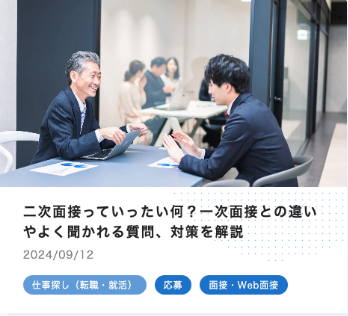 二次面接っていったい何？一次面接との違い
やよく聞かれる質問、対策を解説
2024/09/12
仕事探し（転職・就活）
応募
面接・Web面接